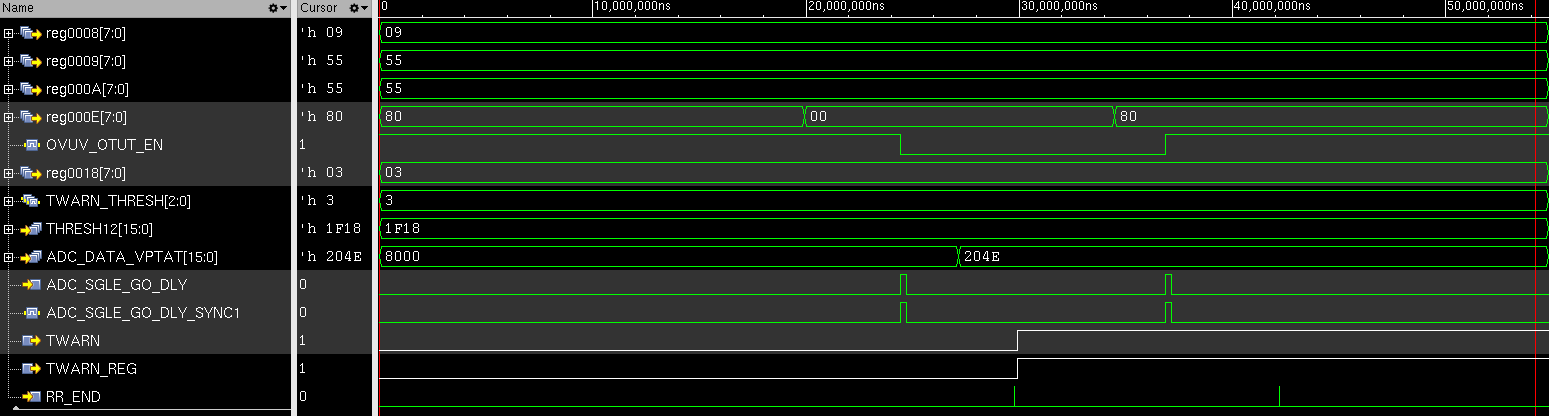 Name Cursor 0 10,000,000ns 20,000,000ns 30,000,000ns 40,000,000ns 50,000,000ns
reg0008[7:0] 'h 09 09
reg0009[7:0] 'h 55 55
reg000A[7:0] 'h 55 55
reg000E[7:0] 'h 80 80 00 80
OVUV_OTUT_EN 1
reg0018[7:0] 'h 03 03
TWARN_THRESH[2:0] 'h 3 3
THRESH12[15:0] 'h 1F18 1F18
ADC_DATA_VPTAT[15:0] 'h 204E 8000 204E
ADC_SGLE_GO_DLY 0
ADC_SGLE_GO_DLY_SYNC1 0
TWARN 1
TWARN_REG 1
RR_END 0